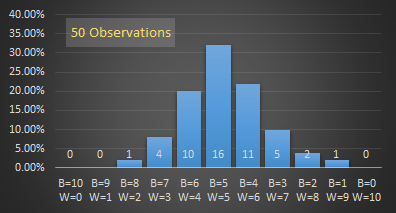 40.00%
50 Observations
35.00%
30.00%
25.00%
20.00%
15.00%
10.00%
5.00%
0 0 1 4 10 16 11 5 2 1 0
0.00%
B=10 B=9 B=8 B=7 B=6 B=5 B=4 B=3 B=2 B=1 B=0
W=0 W=1 W=2 W=3 W=4 W=5 W=6 W=7 W=8 W=9 W=10